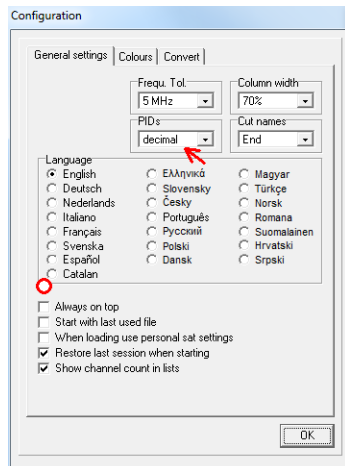 Configuration
General settings Colours Convert
Frequ. Tol. Column width
5 MHz 70%
PIDs Cut names
decimal End
Language
English Ελληνικά Magyar
Deutsch Slovensky Türkçe
Nederlands Česky Norsk
Italiano Português Romana
Français Русский Suomalainen
Svenska Polski Hrvatski
Español Dansk Srpski
Catalan
Always on top
Start with last used file
When loading use personal sat settings
Restore last session when starting
Show channel count in lists
OK